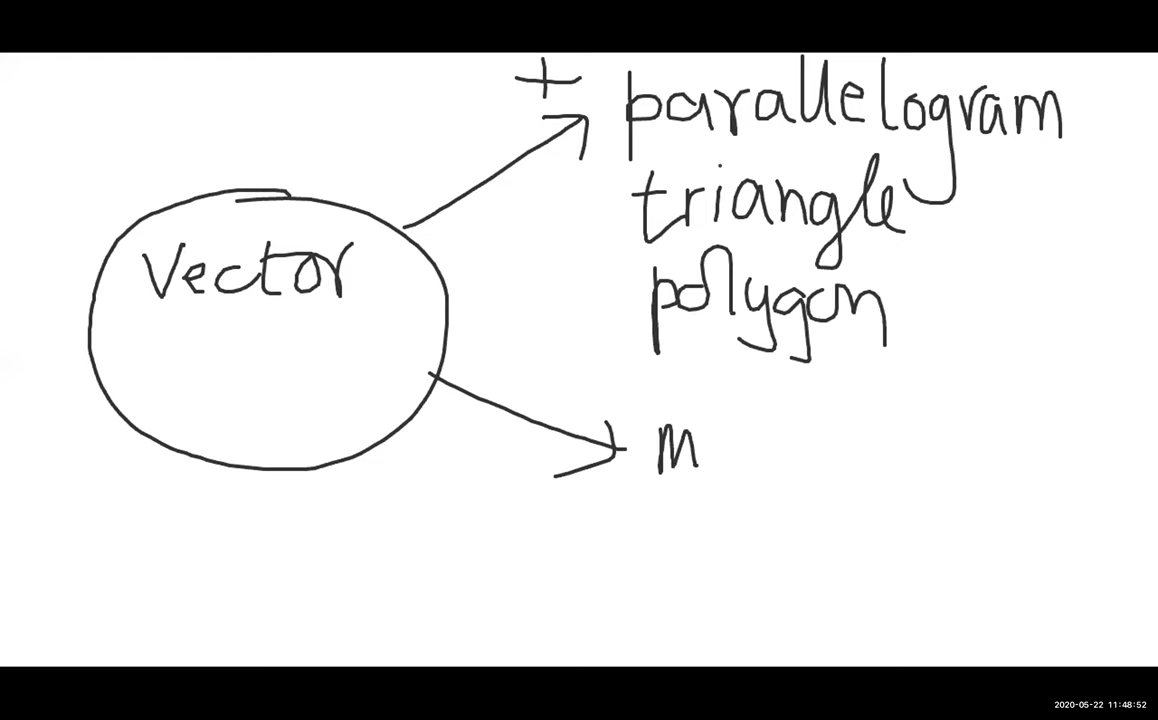 + parallelogram
triangle
Vector
polygon
m
2020-05-22 11:48:52